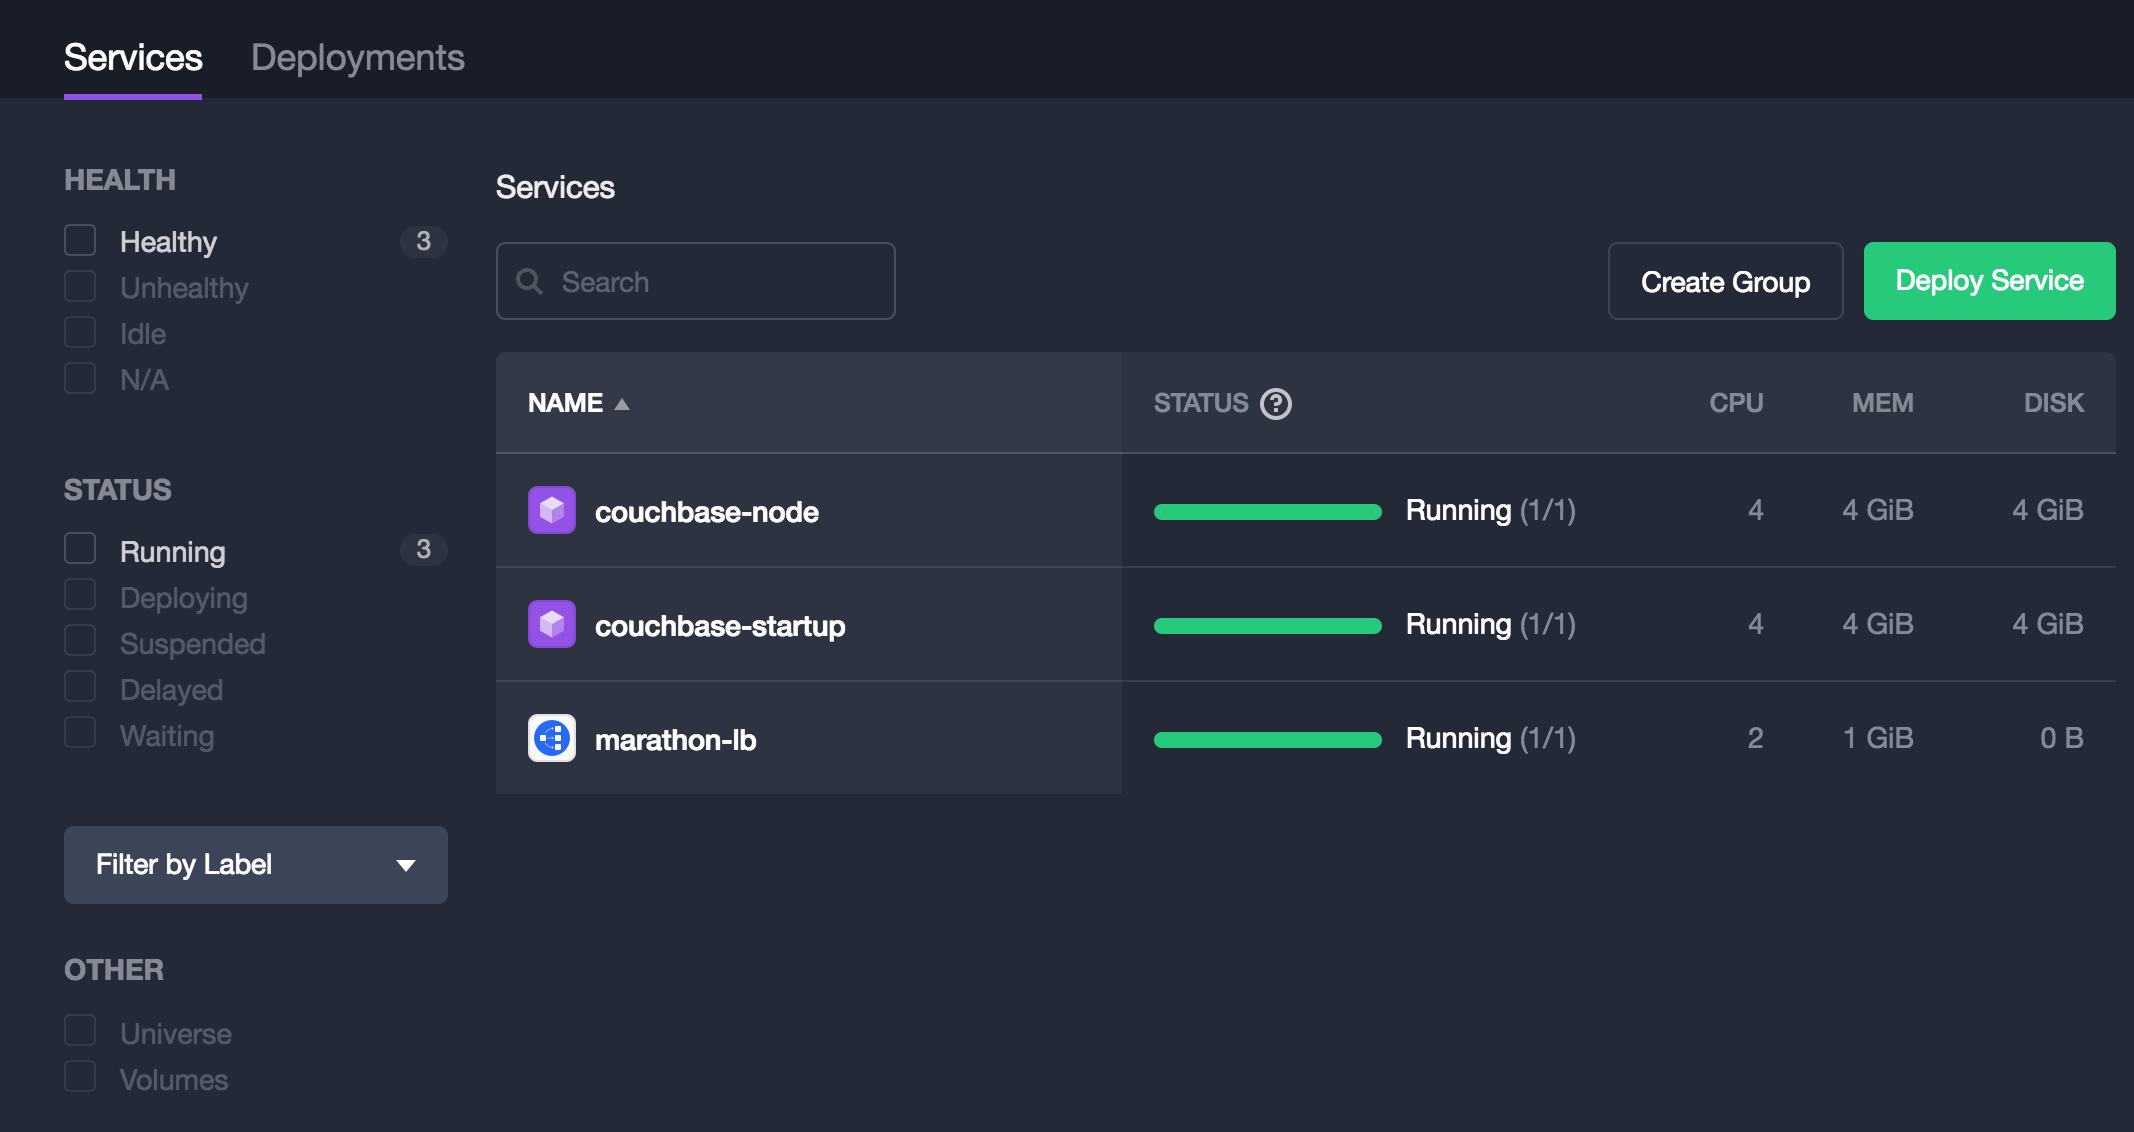 Services Deployments
HEALTH
Healthy 3
Unhealthy
Idle
N/A
STATUS
Running 3
Deploying
Suspended
Delayed
Waiting
Filter by Label
OTHER
Universe
Volumes
Services
Search
Create Group
Deploy Service
NAME STATUS ? CPU MEM DISK
couchbase-node Running (1/1) 4 4 GiB 4 GiB
couchbase-startup Running (1/1) 4 4 GiB 4 GiB
marathon-lb Running (1/1) 2 1 GiB 0 B